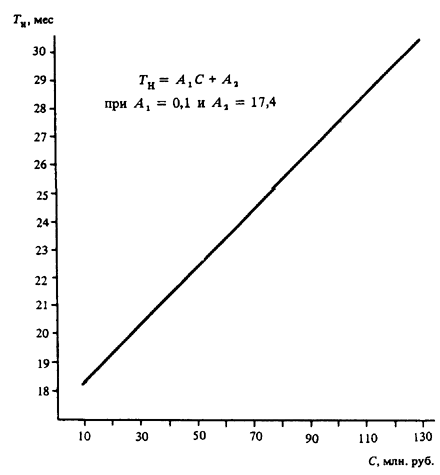 Tн, мес
30
29
28
26
25
24
23
22
21
20
19
18
Tн = A₁C + A₂
при A₁ = 0,1 и A₂ = 17,4
10 30 50 70 90 110 130
C, млн. руб.